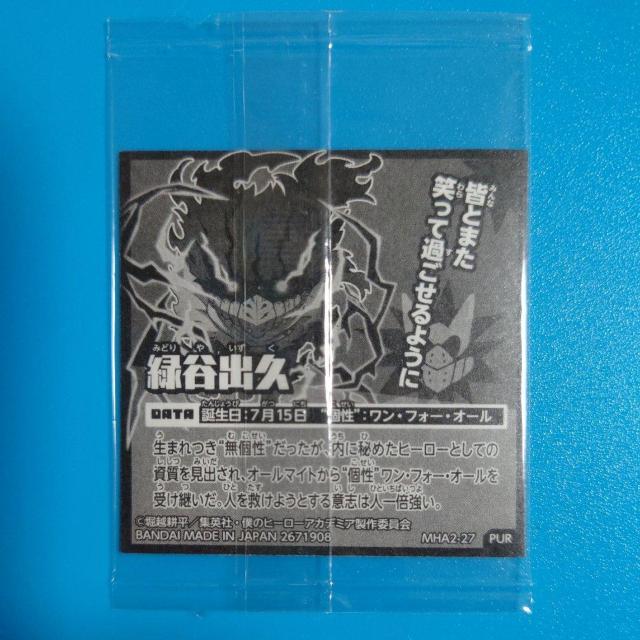 皆とまた
笑って過ごせるように
緑谷出久
DATA 誕生日：7月15日 "個性"：ワン・フォー・オール
生まれつき"無個性"だったが、内に秘めたヒーローとしての
資質を見出され、オールマイトから"個性"ワン・フォー・オールを
受け継いだ。人を救けようとする意志は人一倍強い。
©堀越耕平／集英社・僕のヒーローアカデミア製作委員会
BANDAI MADE IN JAPAN 2671908 MHA2-27 PUR